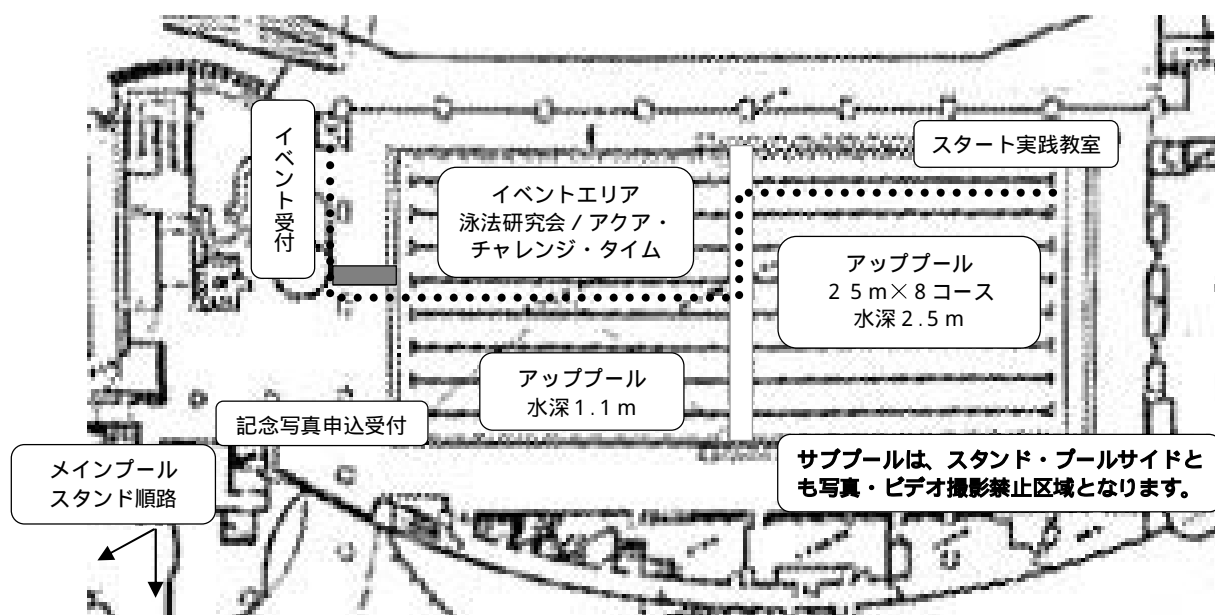 イベント受付
スタート実践教室
イベントエリア
泳法研究会/アクア・
チャレンジ・タイム
アッププール
25m×8コース
水深2.5m
アッププール
水深1.1m
記念写真申込受付
メインプール
スタンド順路
サブプールは、スタンド・プールサイドと
も写真・ビデオ撮影禁止区域となります。